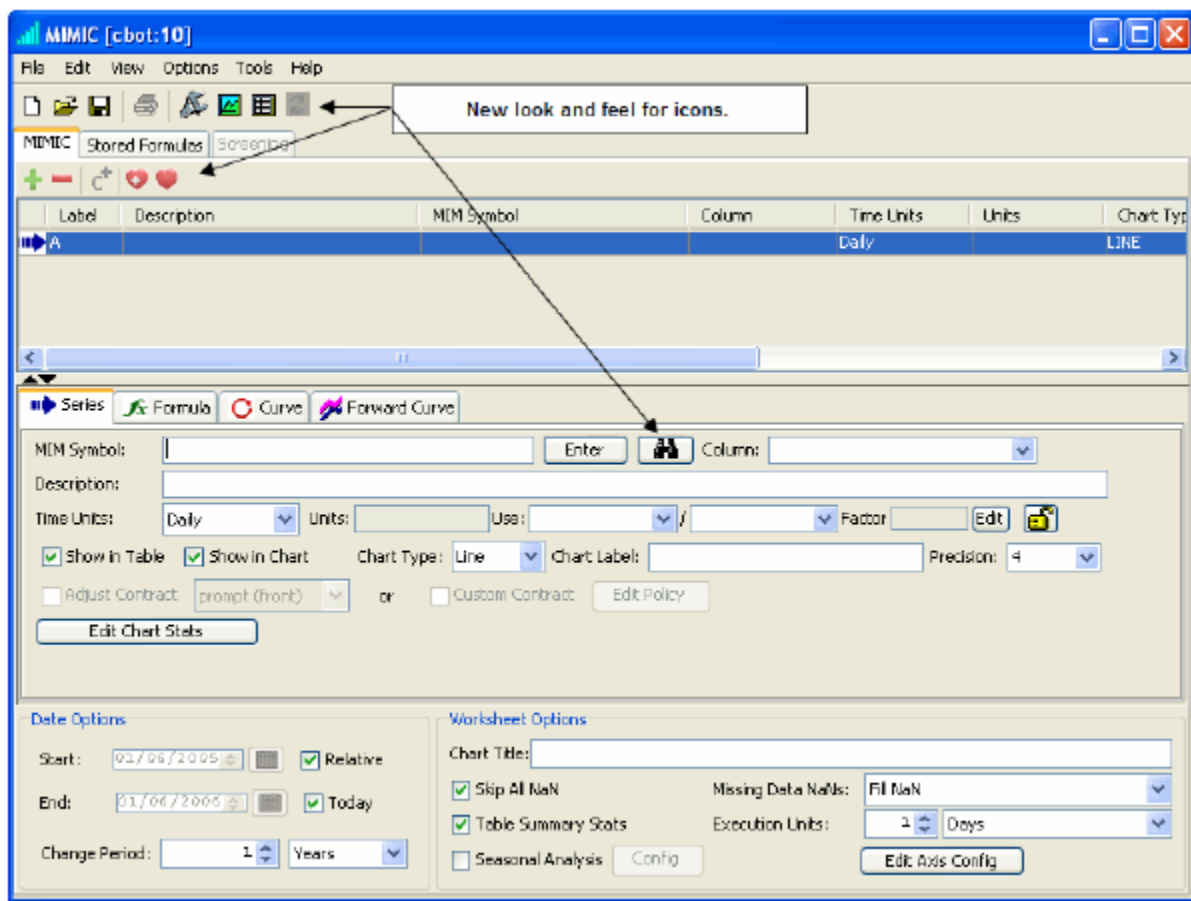 MIMIC [cbot:10]
File Edit View Options Tools Help
New look and feel for icons.
MIMIC Stored Formulas Screening
C+
Label Description MIM Symbol Column Time Units Units Chart Typ
A Daily LINE
Series fx Formula Curve Forward Curve
MIM Symbol: Enter Column:
Description:
Time Units: Daily Units: Use: / Factor Edit
Show in Table Show in Chart Chart Type: Line Chart Label: Precision: 4
Adjust Contract prompt (front) or Custom Contract Edit Policy
Edit Chart Stats
Date Options
Start: 01/06/2005 Relative
End: 01/06/2006 Today
Change Period: 1 Years
Worksheet Options
Chart Title:
Skip All NaN Missing Data NaNs: Fill NaN
Table Summary Stats Execution Units: 1 Days
Seasonal Analysis Config Edit Axis Config